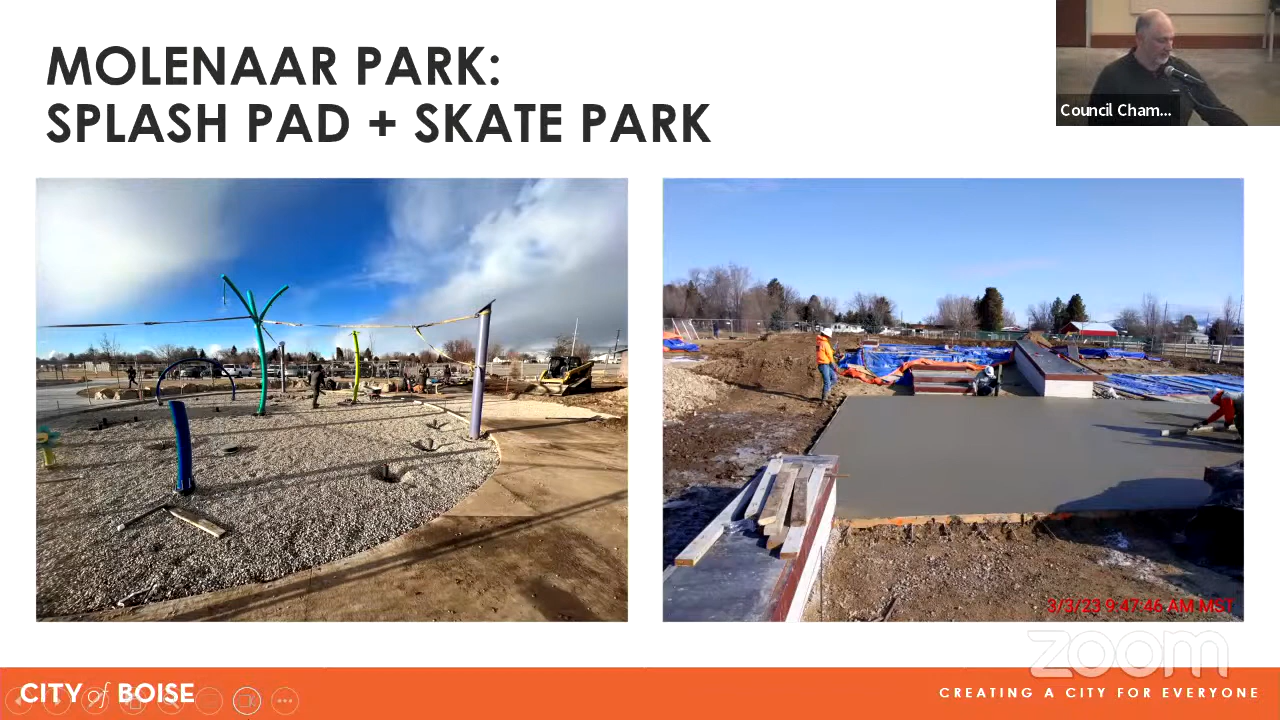 MOLENAAR PARK:
SPLASH PAD + SKATE PARK
Council Cham...
3/3/23 9:47:46 AM MST
zoom
CITY of BOISE
CREATING A CITY FOR EVERYONE